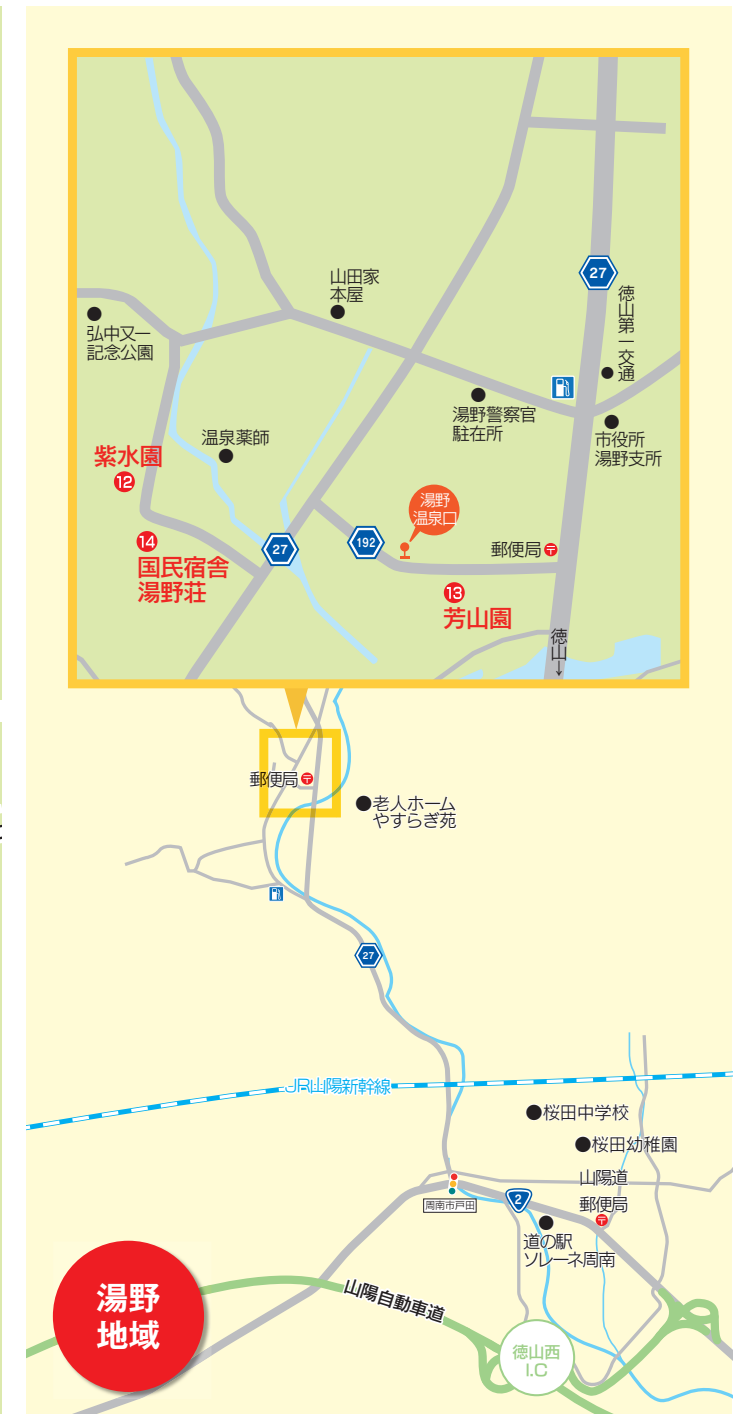 山田家
本屋
27
徳山第一交通
弘中又一
記念公園
湯野警察官
駐在所
市役所
湯野支所
温泉薬師
紫水園
12
湯野
温泉口
14
国民宿舎
湯野荘
27
192
郵便局
13
芳山園
徳山→
郵便局
老人ホーム
やすらぎ苑
27
JR山陽新幹線
桜田中学校
桜田幼稚園
山陽道
郵便局
周南市戸田
2
道の駅
ソレーネ周南
湯野
地域
山陽自動車道
徳山西
I.C